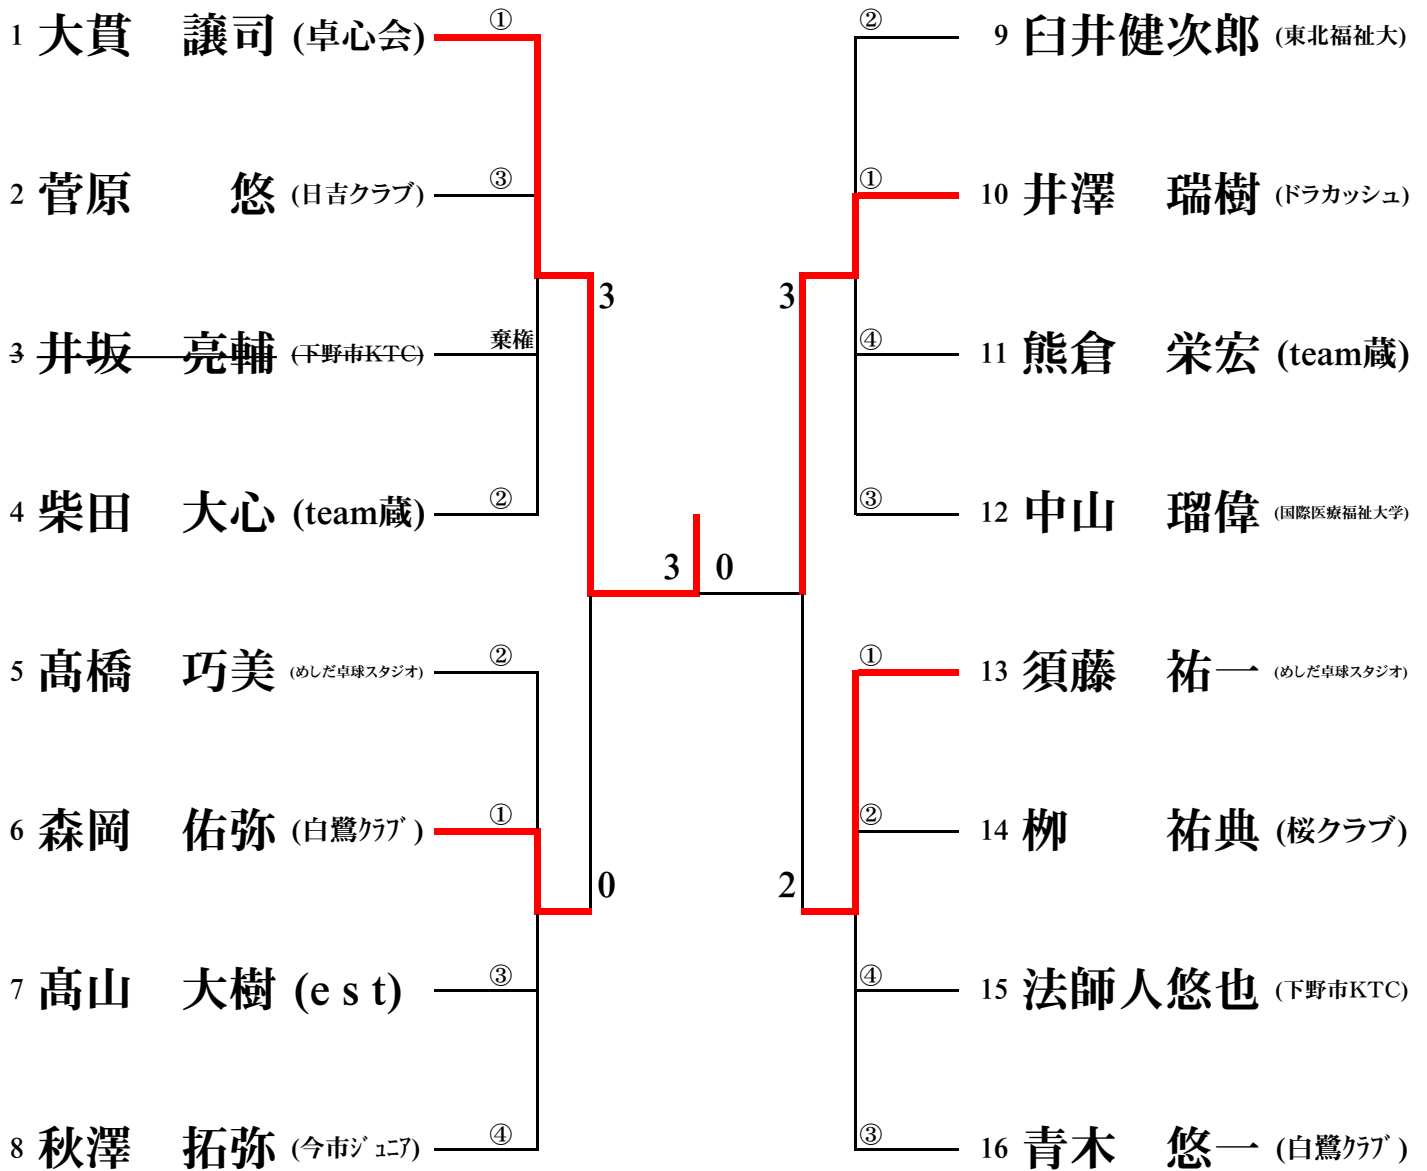 1 大貫 譲司 (卓心会) ①
2 菅原 悠 (日吉クラブ) ③
3
3 井坂 亮輔 (下野市KTC) 棄権
4 柴田 大心 (team蔵) ②
3
5 髙橋 巧美 (めしだ卓球スタジオ) ②
6 森岡 佑弥 (白鷺ｸﾗﾌﾞ) ①
0
7 髙山 大樹 (e s t) ③
8 秋澤 拓弥 (今市ｼﾞｭﾆｱ) ④
② 9 臼井健次郎 (東北福祉大)
① 10 井澤 瑞樹 (ドラカッシュ)
3
④ 11 熊倉 栄宏 (team蔵)
③ 12 中山 瑠偉 (国際医療福祉大学)
0
① 13 須藤 祐一 (めしだ卓球スタジオ)
② 14 栁 祐典 (桜クラブ)
2
④ 15 法師人悠也 (下野市KTC)
③ 16 青木 悠一 (白鷺ｸﾗﾌﾞ)